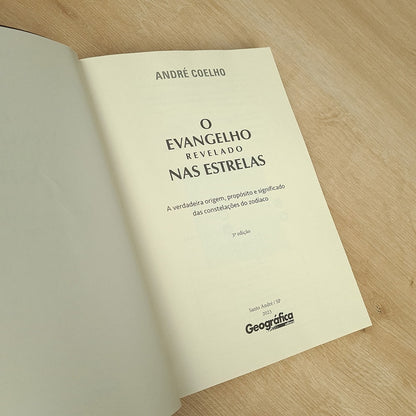 ANDRÉ COELHO
O
EVANGELHO
REVELADO
NAS ESTRELAS
A verdadeira origem, propósito e significado
das constelações do zodíaco
3ª edição
Santo André / SP
2023
Geográfica